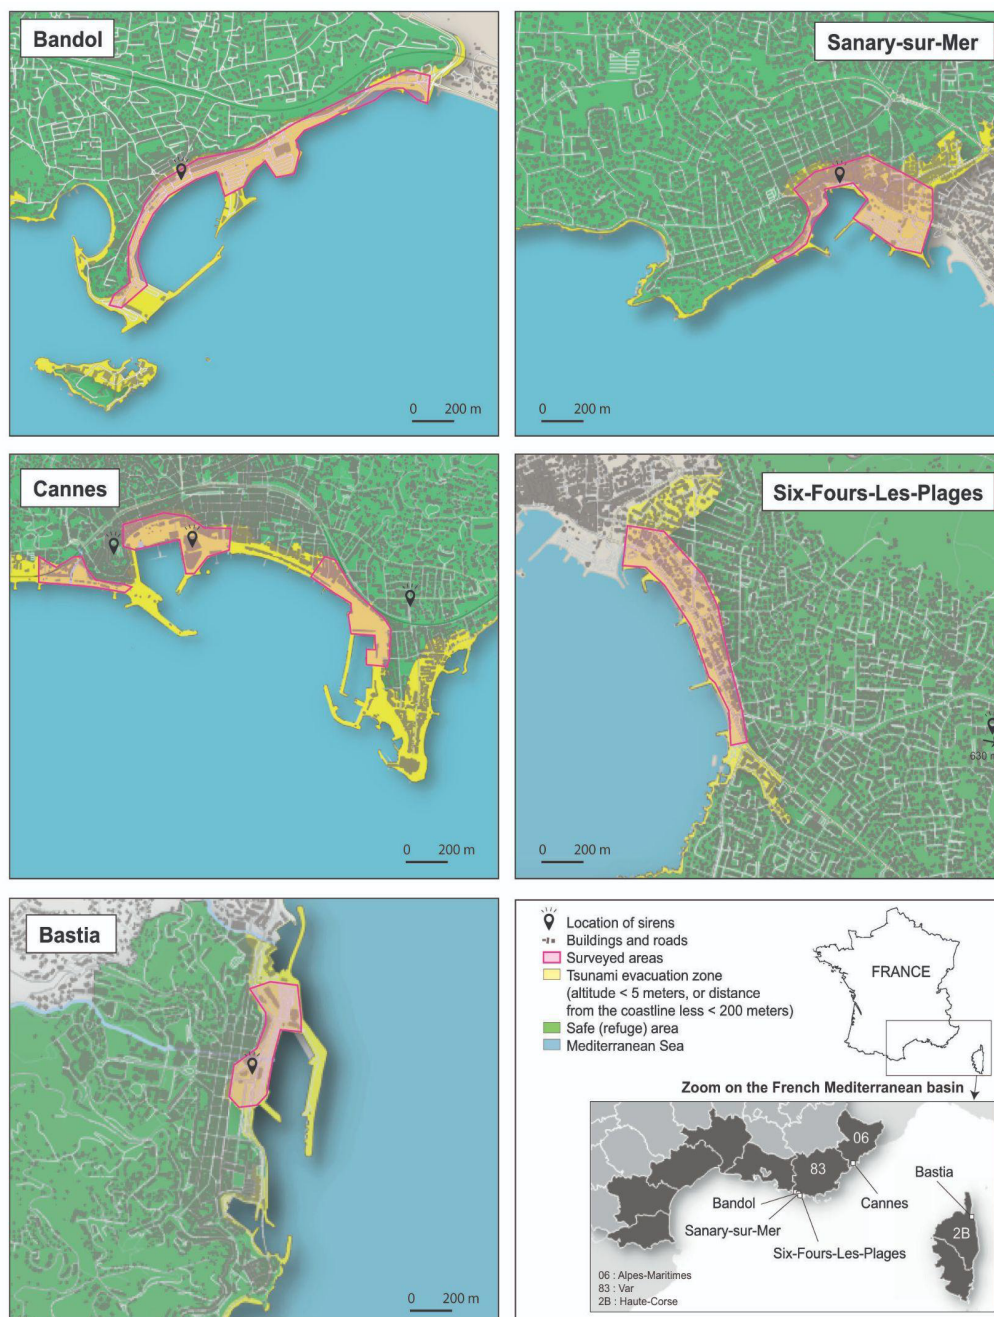 Bandol
0 200 m
Sanary-sur-Mer
0 200 m
Cannes
0 200 m
Six-Fours-Les-Plages
630 m
0 200 m
Bastia
0 200 m
Location of sirens
Buildings and roads
Surveyed areas
Tsunami evacuation zone
(altitude < 5 meters, or distance
from the coastline less < 200 meters)
Safe (refuge) area
Mediterranean Sea
FRANCE
Zoom on the French Mediterranean basin
06
83
Bastia
Bandol
Cannes
Sanary-sur-Mer
2B
Six-Fours-Les-Plages
06 : Alpes-Maritimes
83 : Var
2B : Haute-Corse